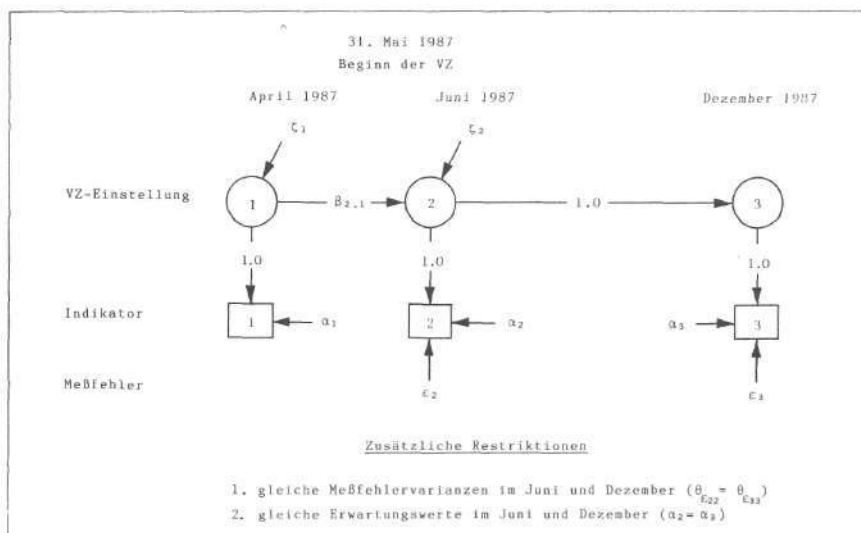 31. Mai 1987
Beginn der VZ
April 1987 Juni 1987 Dezember 1987
ζ₁ ζ₂
VZ-Einstellung 1 β₂.₁ 2 1.0 3
1.0 1.0 1.0
Indikator 1 α₁ 2 α₂ α₃ 3
Meßfehler ε₂ ε₃
Zusätzliche Restriktionen
1. gleiche Meßfehlervarianzen im Juni und Dezember (θ_ε₂₂ = θ_ε₃₃)
2. gleiche Erwartungswerte im Juni und Dezember (α₂ = α₃)